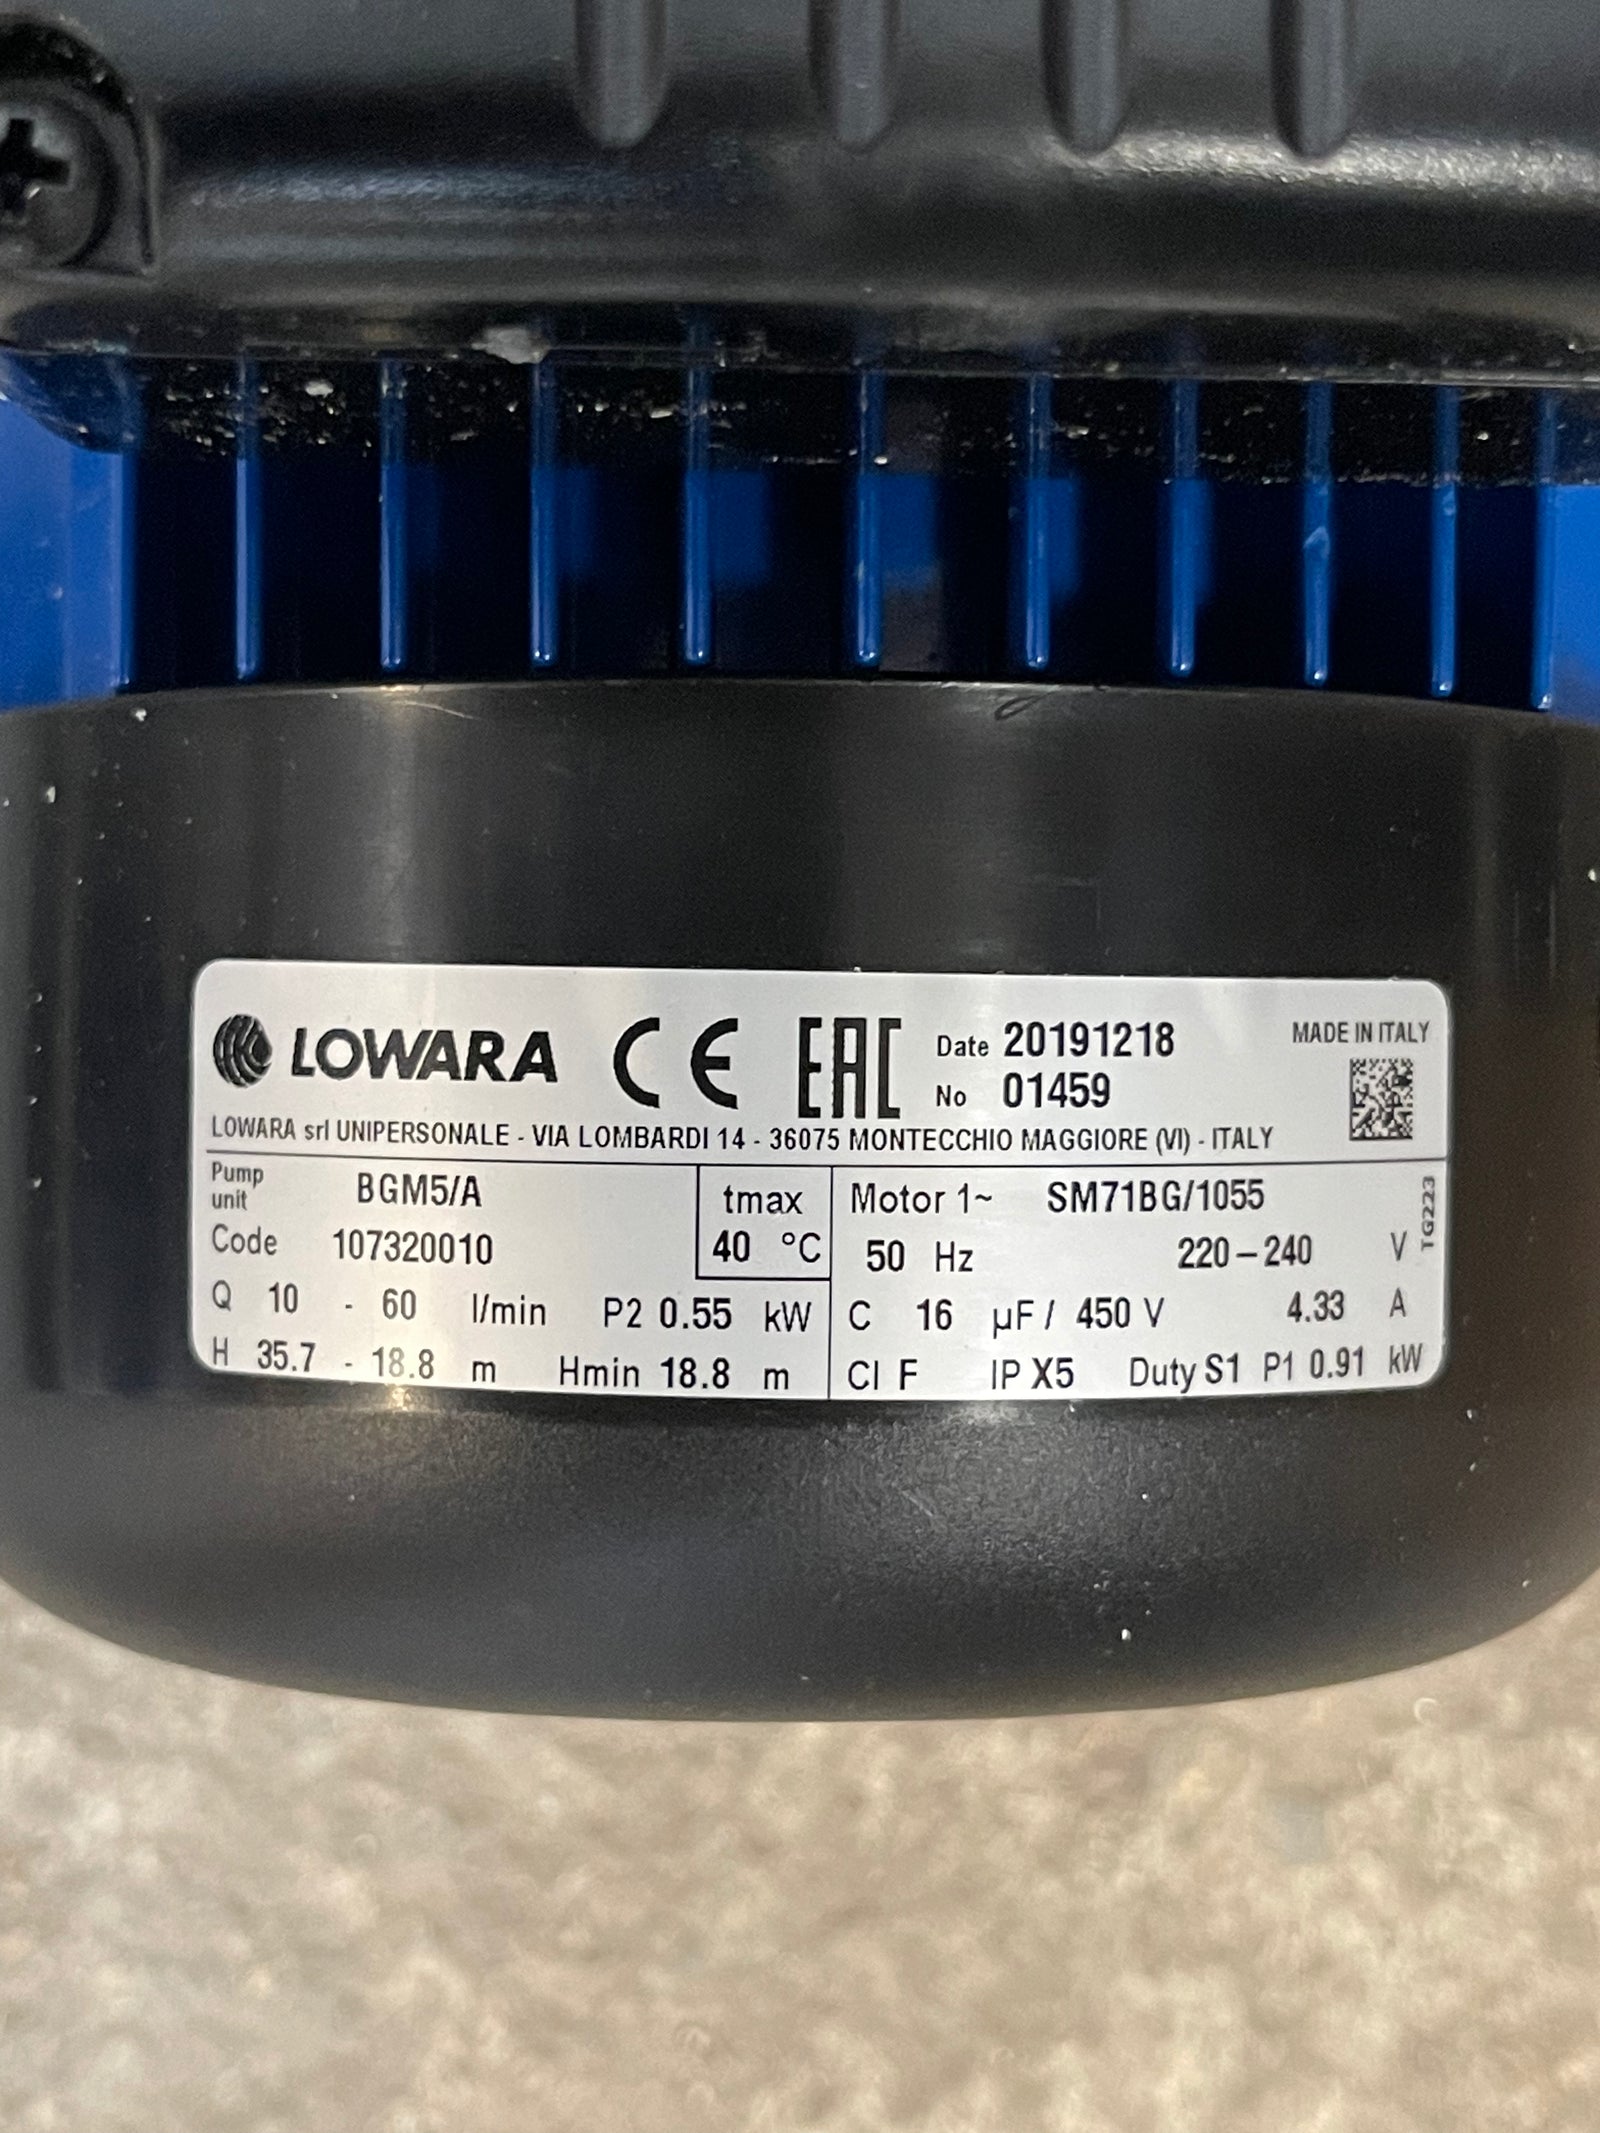 LOWARA CE EAC Date 20191218 MADE IN ITALY
No 01459
LOWARA srl UNIPERSONALE - VIA LOMBARDI 14 - 36075 MONTECCHIO MAGGIORE (VI) - ITALY
Pump unit BGM5/A tmax Motor 1~ SM71BG/1055 TG223
Code 107320010 40 °C 50 Hz 220–240 V
Q 10 - 60 l/min P2 0.55 kW C 16 µF / 450 V 4.33 A
H 35.7 - 18.8 m Hmin 18.8 m Cl F IP X5 Duty S1 P1 0.91 kW